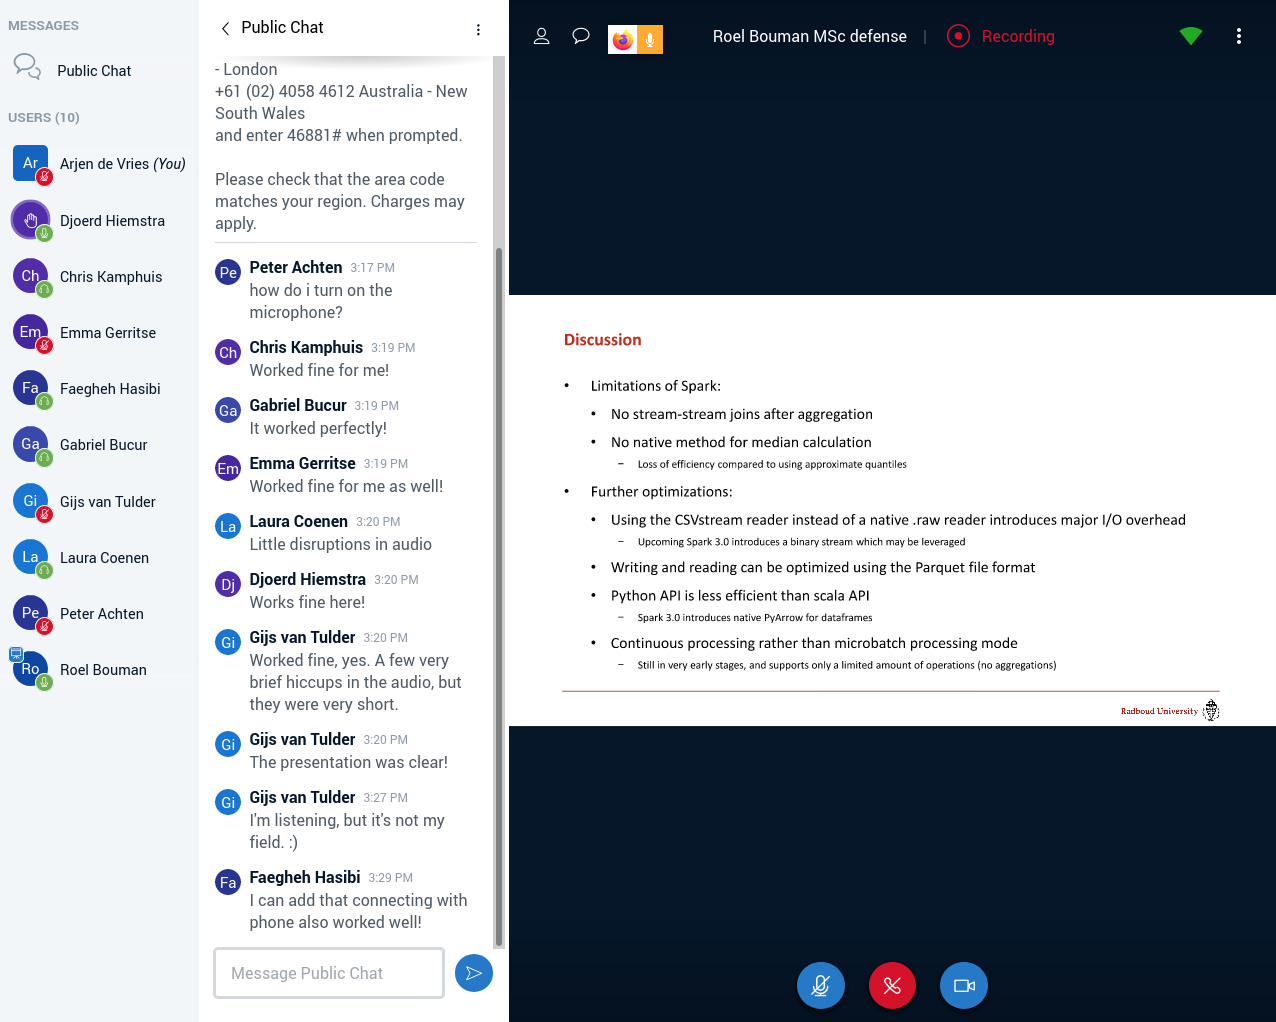 MESSAGES
Public Chat
USERS (10)
Ar
Arjen de Vries (You)
Djoerd Hiemstra
Ch
Chris Kamphuis
Em
Emma Gerritse
Fa
Faegheh Hasibi
Ga
Gabriel Bucur
Gi
Gijs van Tulder
La
Laura Coenen
Pe
Peter Achten
Ro
Roel Bouman
Public Chat
- London
+61 (02) 4058 4612 Australia - New
South Wales
and enter 46881# when prompted.
Please check that the area code
matches your region. Charges may
apply.
Pe
Peter Achten 3:17 PM
how do i turn on the
microphone?
Ch
Chris Kamphuis 3:19 PM
Worked fine for me!
Ga
Gabriel Bucur 3:19 PM
It worked perfectly!
Em
Emma Gerritse 3:19 PM
Worked fine for me as well!
La
Laura Coenen 3:20 PM
Little disruptions in audio
Dj
Djoerd Hiemstra 3:20 PM
Works fine here!
Gi
Gijs van Tulder 3:20 PM
Worked fine, yes. A few very
brief hiccups in the audio, but
they were very short.
Gi
Gijs van Tulder 3:20 PM
The presentation was clear!
Gi
Gijs van Tulder 3:27 PM
I'm listening, but it's not my
field. :)
Fa
Faegheh Hasibi 3:29 PM
I can add that connecting with
phone also worked well!
Message Public Chat
Roel Bouman MSc defense | Recording
Discussion
• Limitations of Spark:
• No stream-stream joins after aggregation
• No native method for median calculation
– Loss of efficiency compared to using approximate quantiles
• Further optimizations:
• Using the CSVstream reader instead of a native .raw reader introduces major I/O overhead
– Upcoming Spark 3.0 introduces a binary stream which may be leveraged
• Writing and reading can be optimized using the Parquet file format
• Python API is less efficient than scala API
– Spark 3.0 introduces native PyArrow for dataframes
• Continuous processing rather than microbatch processing mode
– Still in very early stages, and supports only a limited amount of operations (no aggregations)
Radboud University